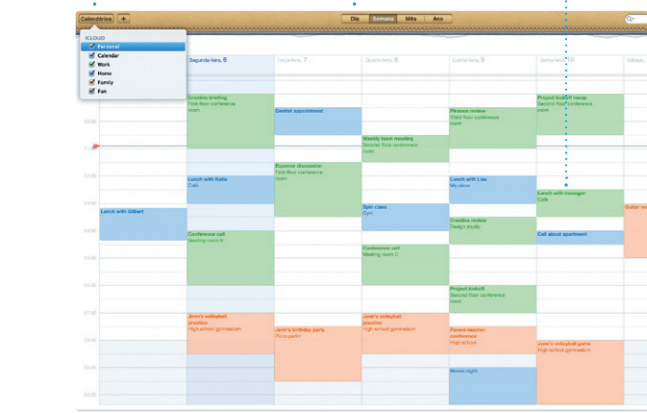 Calendários +
Dia Semana Mês Ano
ICLOUD
Personal
Calendar
Work
Home
Family
Fun
Segunda-feira, 6
Terça-feira, 7
Quarta-feira, 8
Quinta-feira, 9
Sexta-feira, 10
Sábado,
Lunch with Gilbert
Creative briefing
First-floor conference
room
Lunch with Katie
Cafe
Conference call
Meeting room
Jenn's volleyball
practice
High school gymnasium
Dentist appointment
Expense discussion
First-floor conference
room
Jenn's birthday party
Pizza parlor
Weekly team meeting
Second-floor conference
room
Spin class
Gym
Conference call
Meeting room
Jenn's volleyball
practice
High school gymnasium
Finance review
Third-floor conference
room
Lunch with Lisa
My place
Creative review
Design studio
Project kickoff
Second-floor conference
room
Parent-teacher
conference
High school
Movie night
Project kickoff recap
Second-floor conference
room
Lunch with manager
Café
Call about apartment
Jenn's volleyball game
High school gymnasium
Guitar